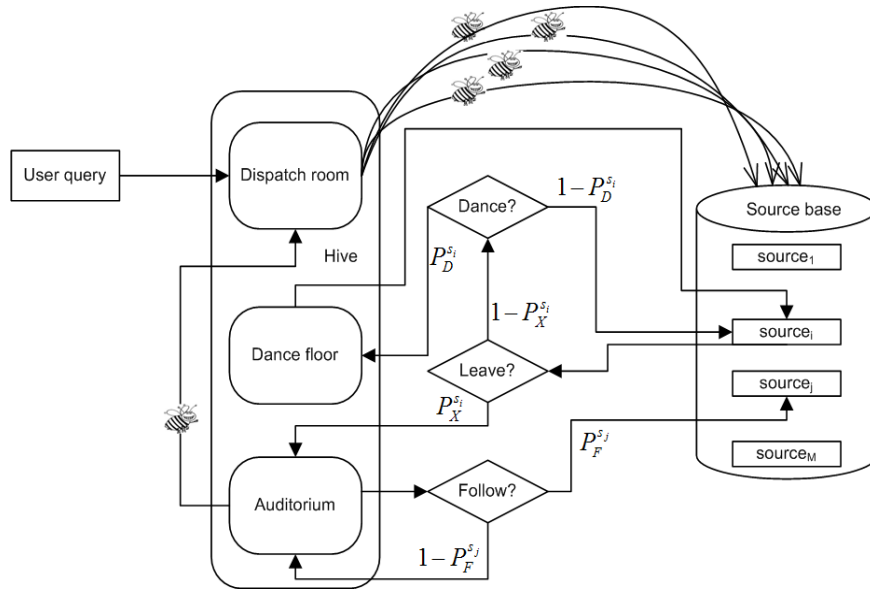 User query
Dispatch room
Hive
Dance floor
Auditorium
Dance?
1 − P_D^{s_i}
P_D^{s_i}
1 − P_X^{s_i}
Leave?
P_X^{s_i}
Follow?
P_F^{s_j}
1 − P_F^{s_j}
Source base
source₁
sourceᵢ
sourceⱼ
source_M